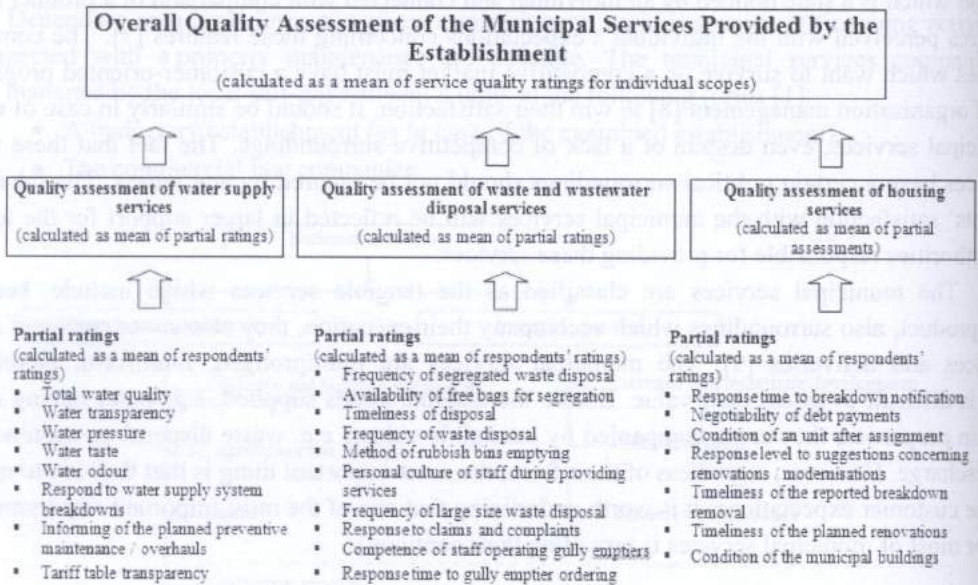 Overall Quality Assessment of the Municipal Services Provided by the
Establishment
(calculated as a mean of service quality ratings for individual scopes)
Quality assessment of water supply
services
(calculated as mean of partial ratings)
Quality assessment of waste and wastewater
disposal services
(calculated as mean of partial ratings)
Quality assessment of housing
services
(calculated as mean of partial
assessments)
Partial ratings
(calculated as a mean of respondents'
ratings)
▪ Total water quality
▪ Water transparency
▪ Water pressure
▪ Water taste
▪ Water odour
▪ Respond to water supply system
breakdowns
▪ Informing of the planned preventive
maintenance / overhauls
▪ Tariff table transparency
Partial ratings
(calculated as a mean of respondents' ratings)
▪ Frequency of segregated waste disposal
▪ Availability of free bags for segregation
▪ Timeliness of disposal
▪ Frequency of waste disposal
▪ Method of rubbish bins emptying
▪ Personal culture of staff during providing
services
▪ Frequency of large size waste disposal
▪ Response to claims and complaints
▪ Competence of staff operating gully emptiers
▪ Response time to gully emptier ordering
Partial ratings
(calculated as a mean of respondents'
ratings)
▪ Response time to breakdown notification
▪ Negotiability of debt payments
▪ Condition of an unit after assignment
▪ Response level to suggestions concerning
renovations / modernisations
▪ Timeliness of the reported breakdown
removal
▪ Timeliness of the planned renovations
▪ Condition of the municipal buildings